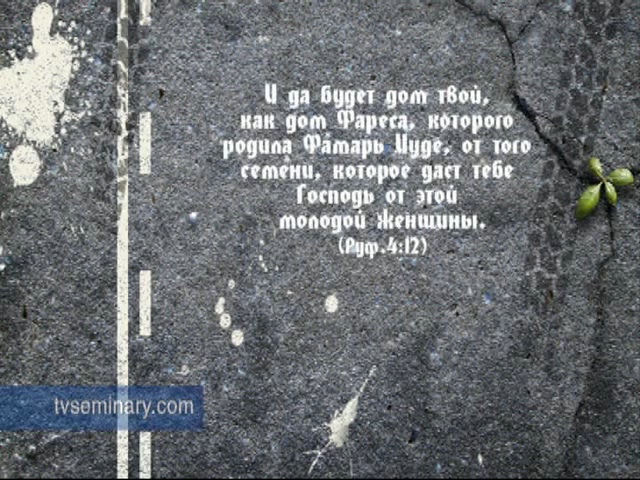 И да будет дом твой,
как дом Фареса, которого
родила Фамарь Иуде, от того
семени, которое даст тебе
Господь от этой
молодой женщины.
(Руф.4:12)
tvseminary.com